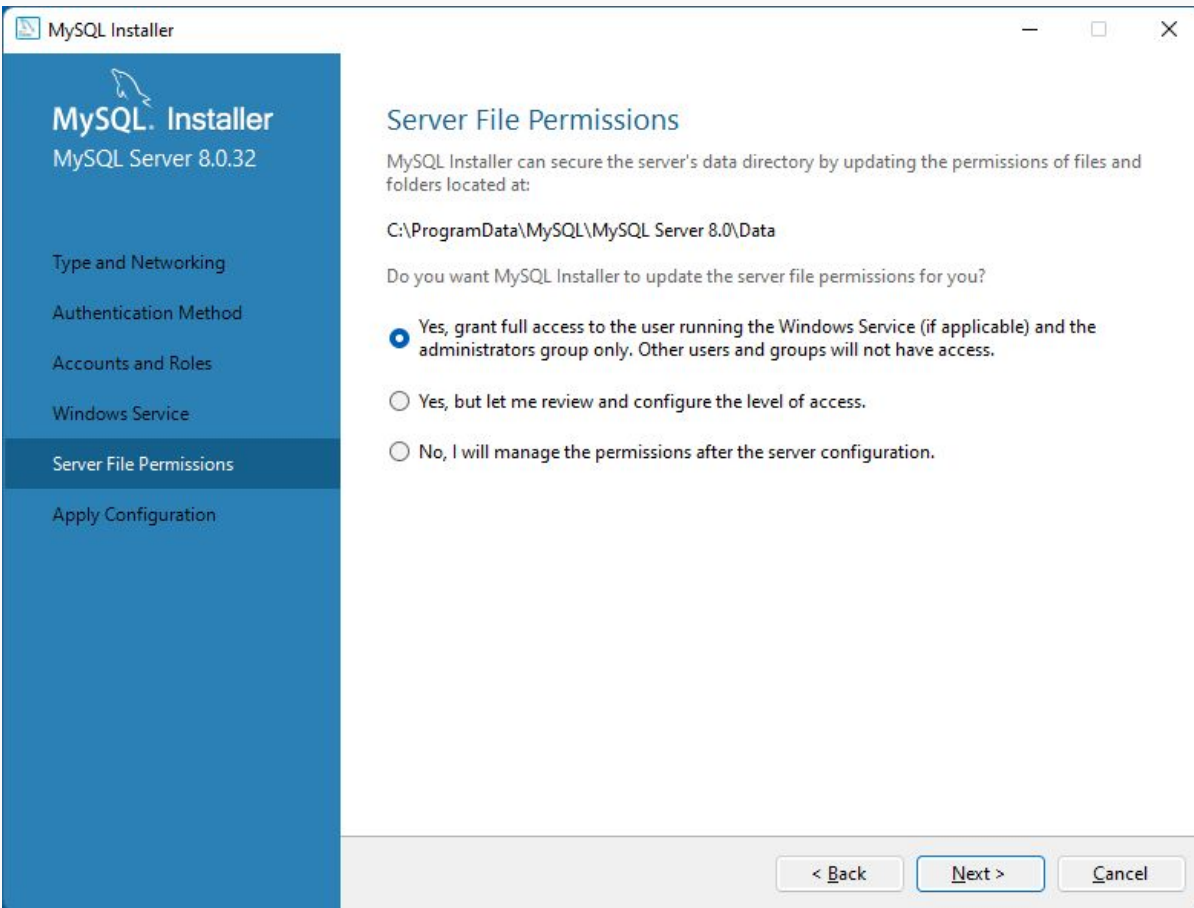 MySQL Installer
MySQL. Installer
MySQL Server 8.0.32
Type and Networking
Authentication Method
Accounts and Roles
Windows Service
Server File Permissions
Apply Configuration
Server File Permissions
MySQL Installer can secure the server's data directory by updating the permissions of files and
folders located at:
C:\ProgramData\MySQL\MySQL Server 8.0\Data
Do you want MySQL Installer to update the server file permissions for you?
Yes, grant full access to the user running the Windows Service (if applicable) and the
administrators group only. Other users and groups will not have access.
Yes, but let me review and configure the level of access.
No, I will manage the permissions after the server configuration.
< Back
Next >
Cancel